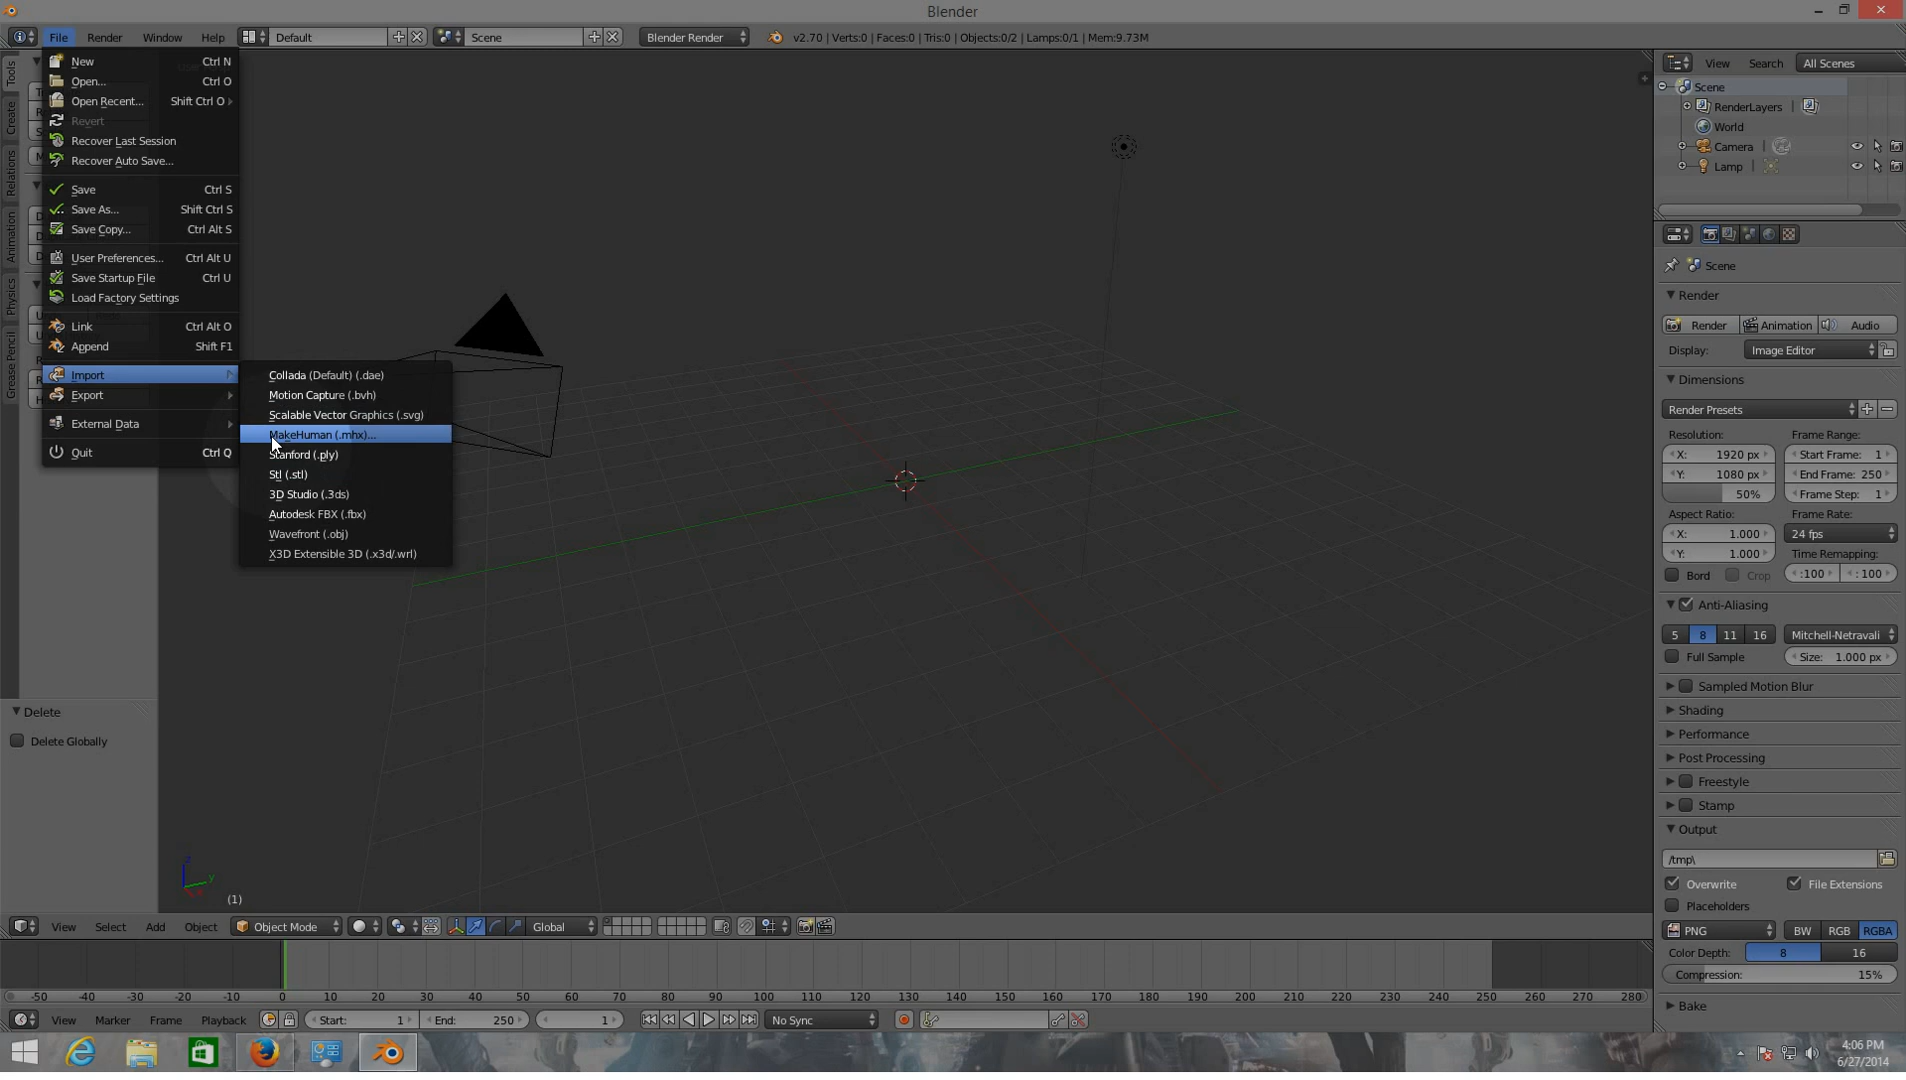 Blender
File Render Window Help Default Scene Blender Render v2.70 | Verts:0 | Faces:0 | Tris:0 | Objects:0/2 | Lamps:0/1 | Mem:9.73M
New Ctrl N
Open... Ctrl O
Open Recent... Shift Ctrl O
Revert
Recover Last Session
Recover Auto Save...
Save Ctrl S
Save As... Shift Ctrl S
Save Copy... Ctrl Alt S
User Preferences... Ctrl Alt U
Save Startup File Ctrl U
Load Factory Settings
Link Ctrl Alt O
Append Shift F1
Import
Export
External Data
Quit Ctrl Q
Collada (Default) (.dae)
Motion Capture (.bvh)
Scalable Vector Graphics (.svg)
MakeHuman (.mhx)...
Stanford (.ply)
Stl (.stl)
3D Studio (.3ds)
Autodesk FBX (.fbx)
Wavefront (.obj)
X3D Extensible 3D (.x3d/.wrl)
Tools
Create
Relations
Animation
Physics
Grease Pencil
Delete
Delete Globally
z
y
(1)
View Select Add Object Object Mode Global
-50 -40 -30 -20 -10 0 10 20 30 40 50 60 70 80 90 100 110 120 130 140 150 160 170 180 190 200 210 220 230 240 250 260 270 280
View Marker Frame Playback Start: 1 End: 250 1 No Sync
View Search All Scenes
Scene
RenderLayers
World
Camera
Lamp
Scene
Render
Render Animation Audio
Display: Image Editor
Dimensions
Render Presets
Resolution: Frame Range:
X: 1920 px Start Frame: 1
Y: 1080 px End Frame: 250
50% Frame Step: 1
Aspect Ratio: Frame Rate:
X: 1.000 24 fps
Y: 1.000 Time Remapping:
Bord Crop :100 :100
Anti-Aliasing
5 8 11 16 Mitchell-Netravali
Full Sample Size: 1.000 px
Sampled Motion Blur
Shading
Performance
Post Processing
Freestyle
Stamp
Output
/tmp\
Overwrite File Extensions
Placeholders
PNG BW RGB RGBA
Color Depth: 8 16
Compression: 15%
Bake
4:06 PM
6/27/2014